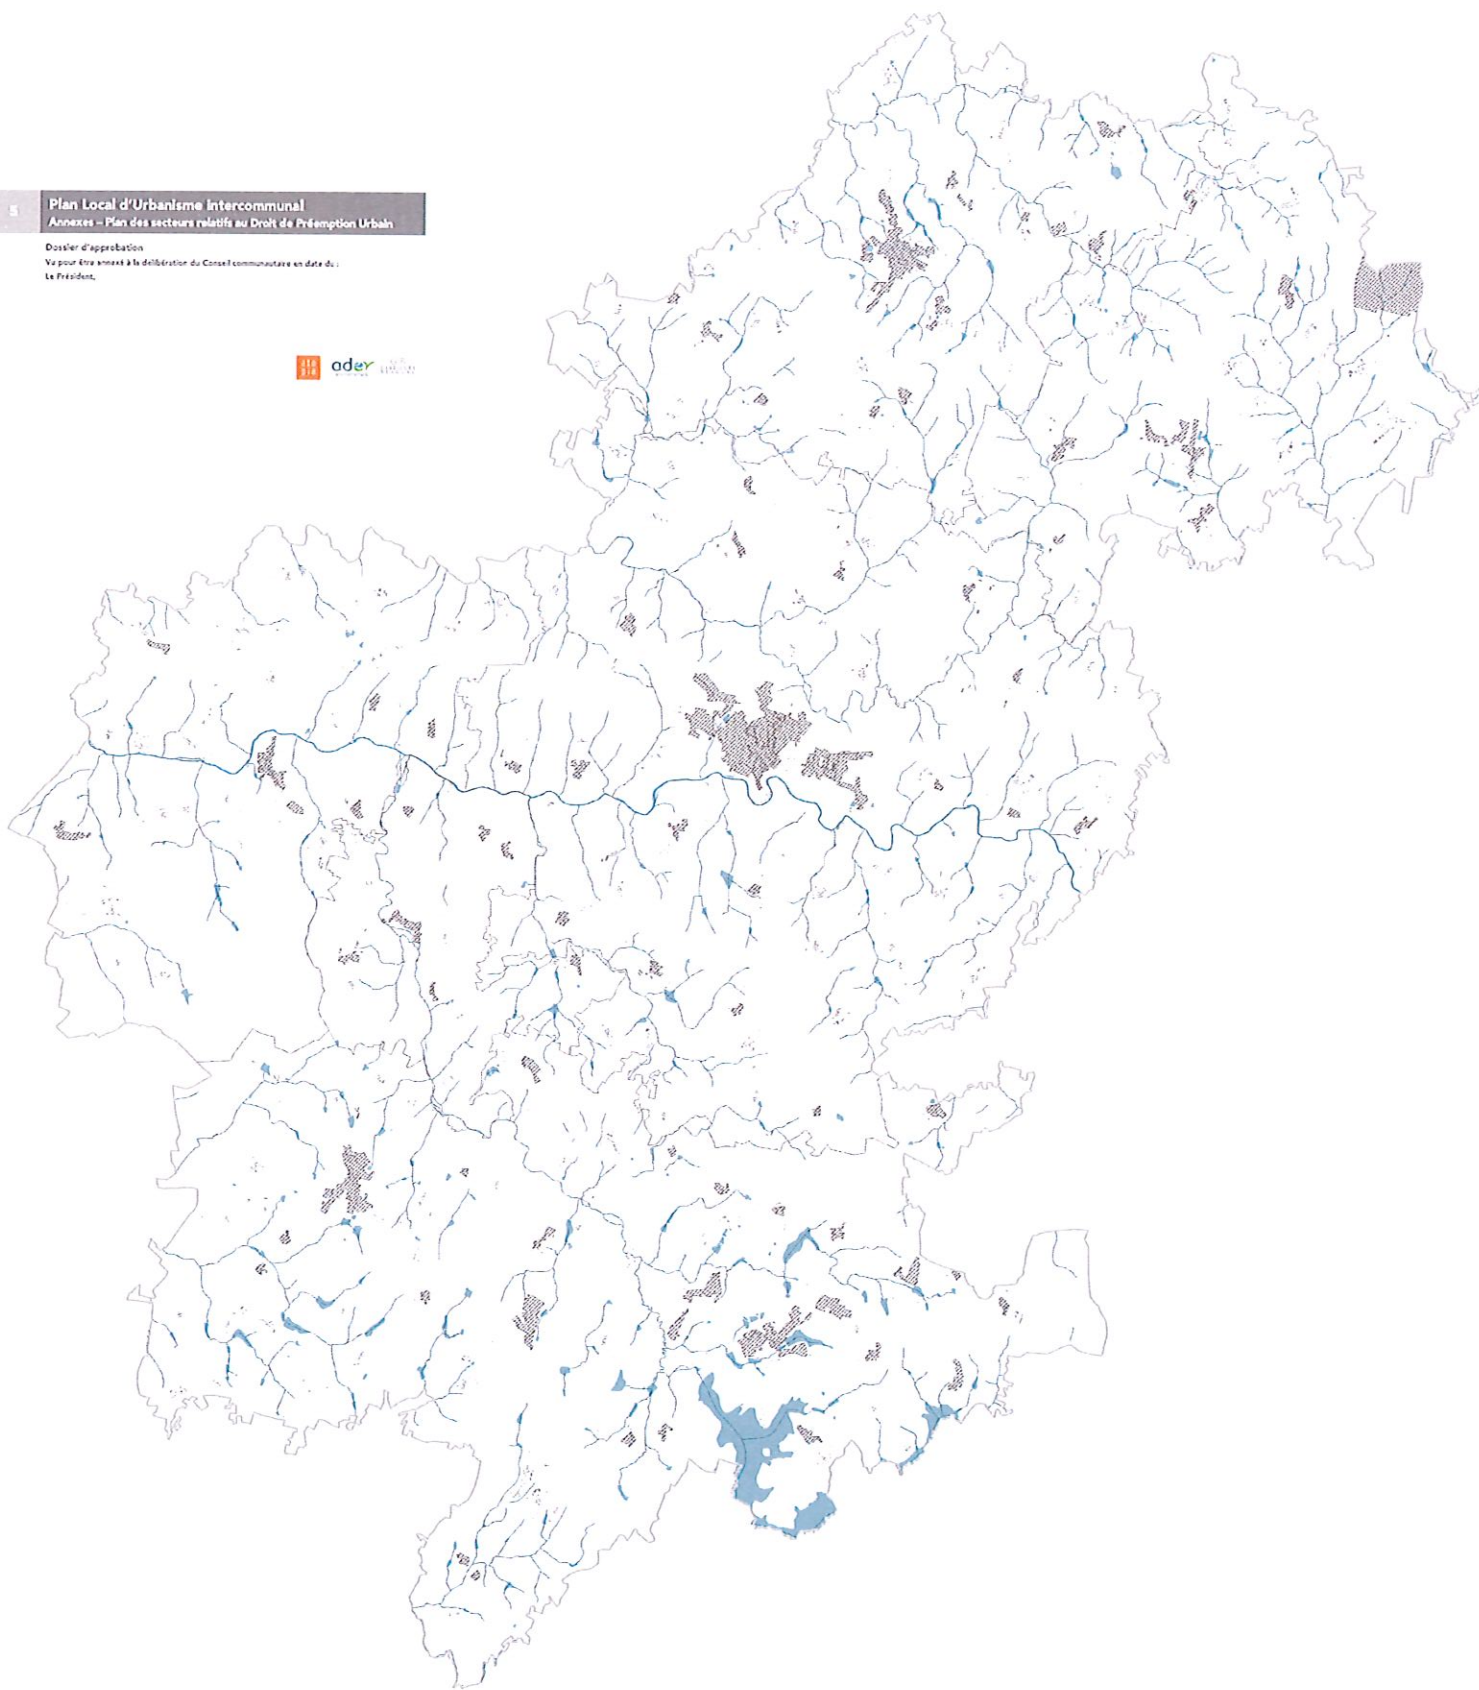 5
Plan Local d'Urbanisme Intercommunal
Annexes – Plan des secteurs relatifs au Droit de Préemption Urbain
Dossier d'approbation
Vu pour être annexé à la délibération du Conseil communautaire en date du :
Le Président,
ader